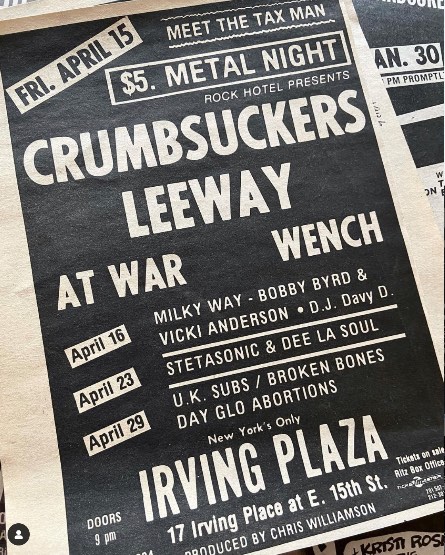 FRI. APRIL 15
MEET THE TAX MAN
$5. METAL NIGHT
ROCK HOTEL PRESENTS
CRUMBSUCKERS
LEEWAY
WENCH
AT WAR
April 16
MILKY WAY - BOBBY BYRD &
VICKI ANDERSON • D.J. Davy D.
April 23
STETASONIC & DEE LA SOUL
April 29
U.K. SUBS / BROKEN BONES
DAY GLO ABORTIONS
New York's Only
IRVING PLAZA
DOORS
9 pm
17 Irving Place at E. 15th St.
PRODUCED BY CHRIS WILLIAMSON
Tickets on sale
Ritz Box Office
AN. 30
PM PROMPTL
KRISTI ROS